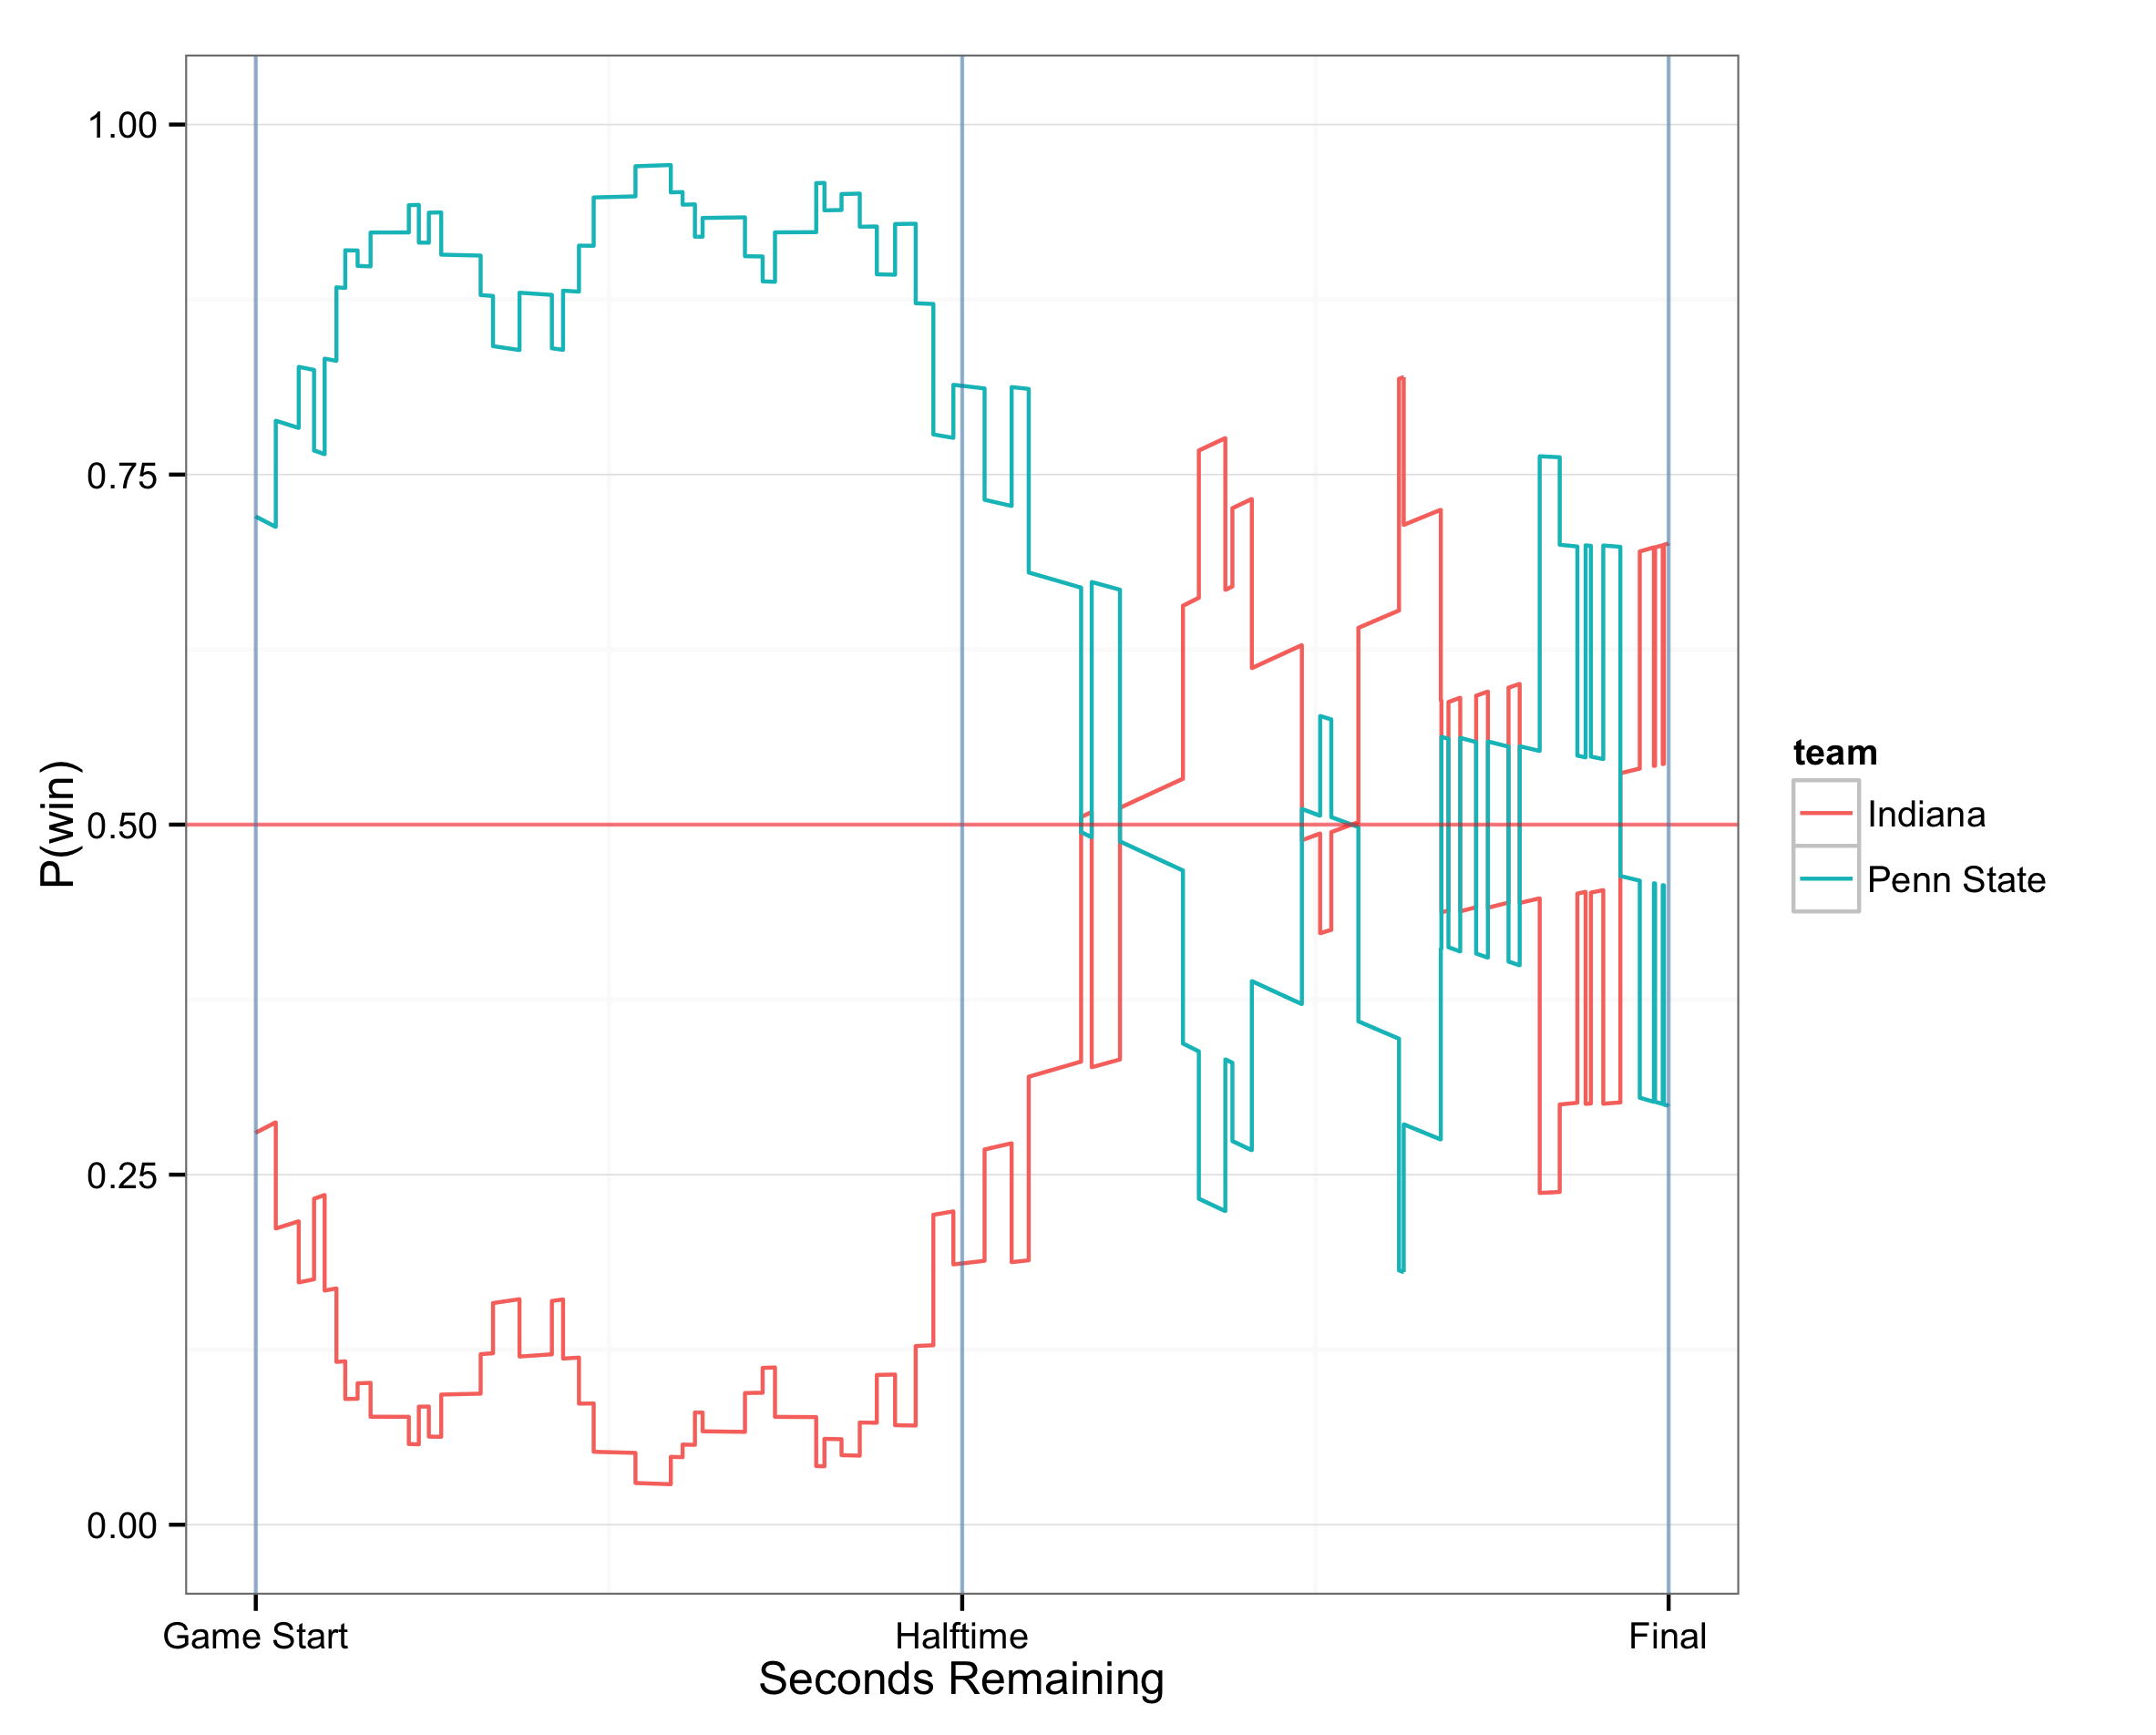 1.00
0.75
0.50
0.25
0.00
P(win)
Game Start
Halftime
Final
Seconds Remaining
team
Indiana
Penn State